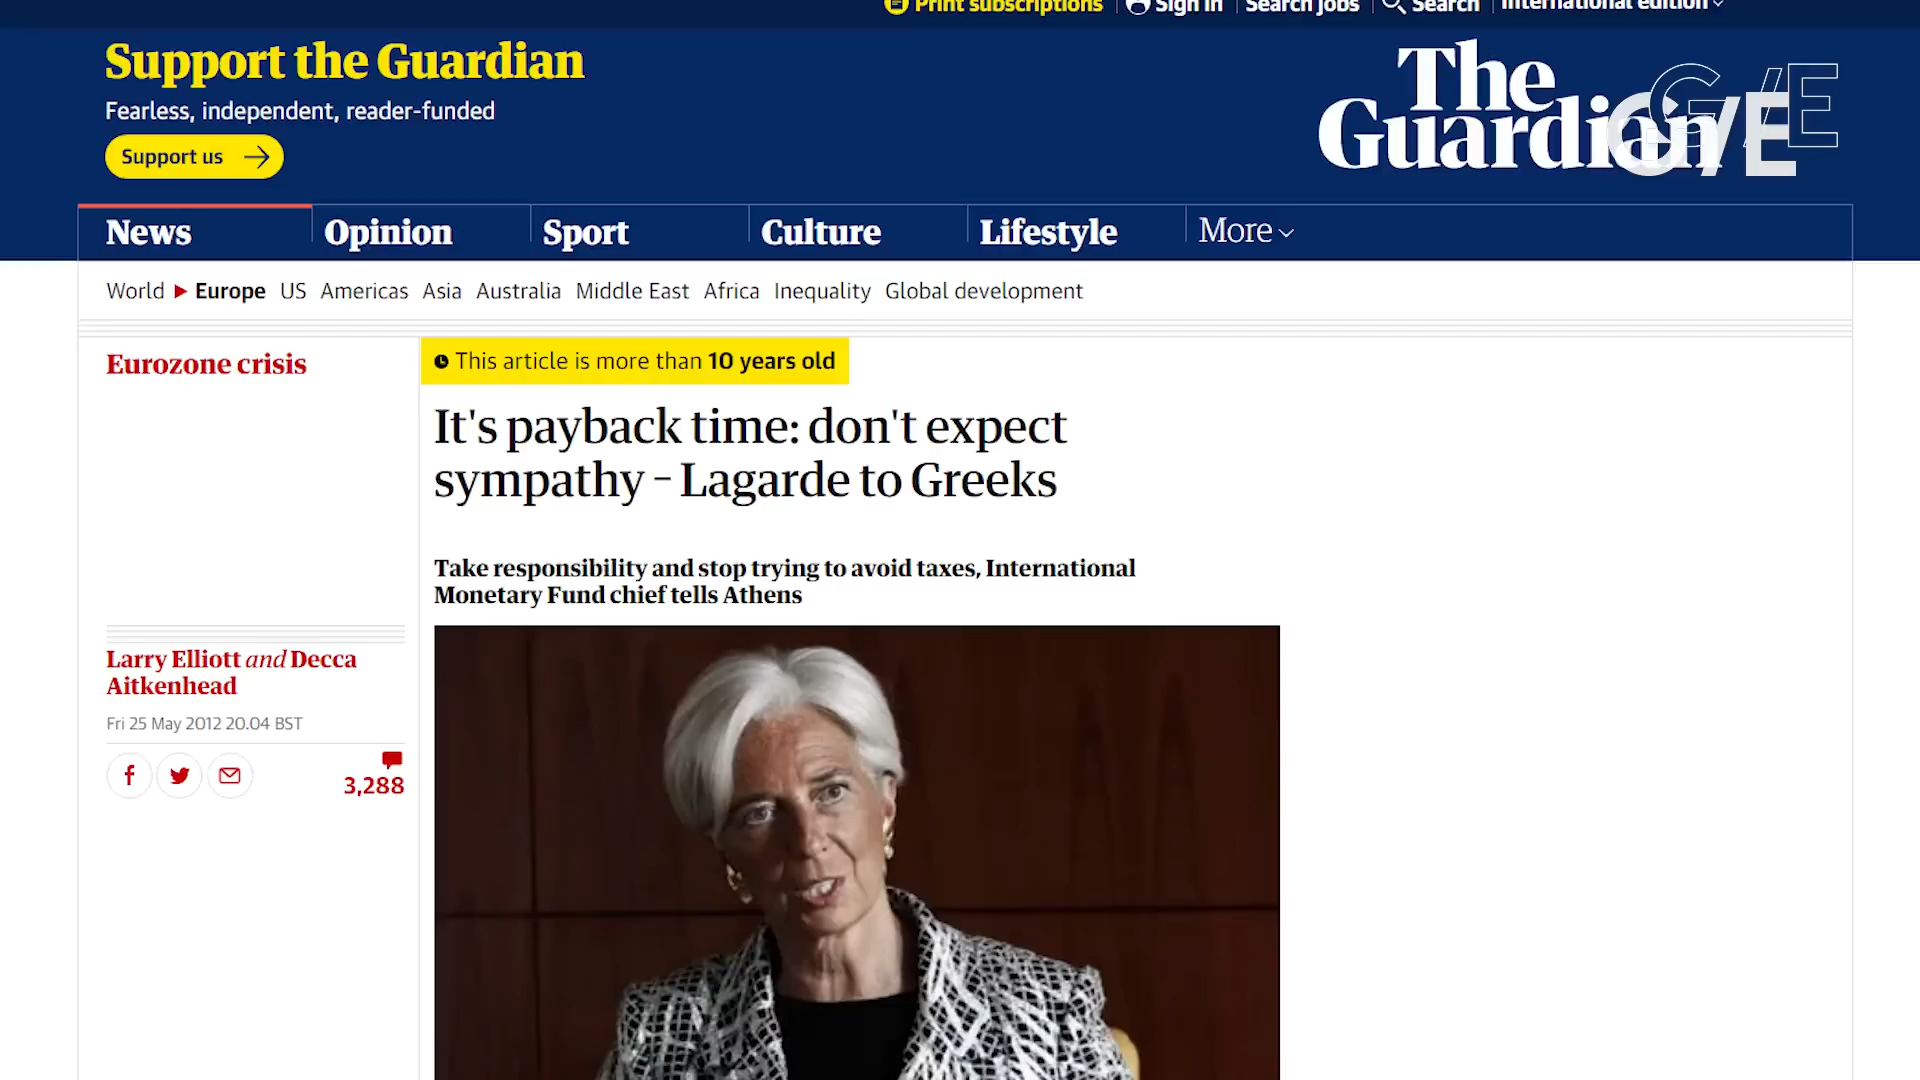 Print subscriptions
Sign in
Search jobs
Search
International edition
Support the Guardian
Fearless, independent, reader-funded
Support us
The
Guardian
G/E
G/E
News
Opinion
Sport
Culture
Lifestyle
More
World
Europe
US
Americas
Asia
Australia
Middle East
Africa
Inequality
Global development
Eurozone crisis
This article is more than 10 years old
It's payback time: don't expect
sympathy – Lagarde to Greeks
Take responsibility and stop trying to avoid taxes, International
Monetary Fund chief tells Athens
Larry Elliott and Decca
Aitkenhead
Fri 25 May 2012 20.04 BST
3,288